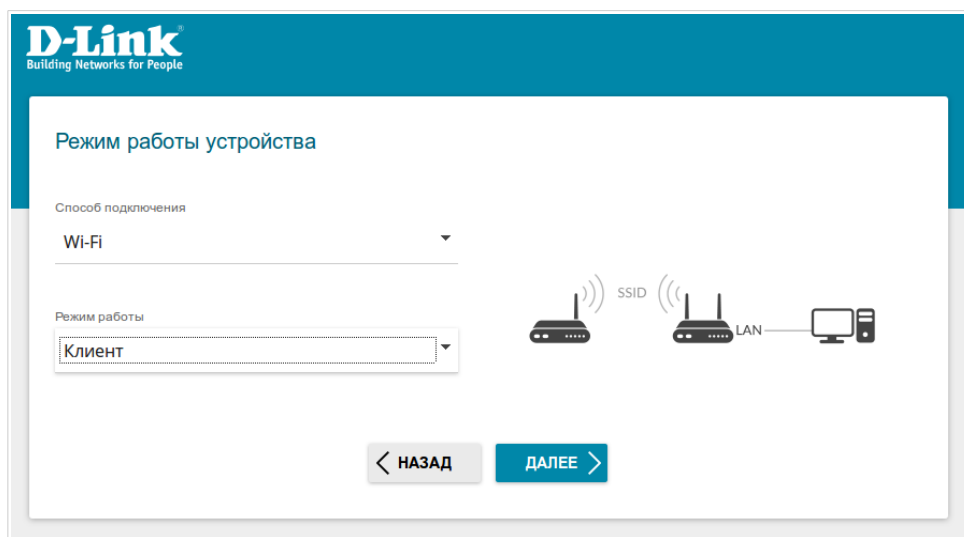 D-Link®
Building Networks for People
Режим работы устройства
Способ подключения
Wi-Fi
Режим работы
Клиент
SSID
LAN
НАЗАД
ДАЛЕЕ